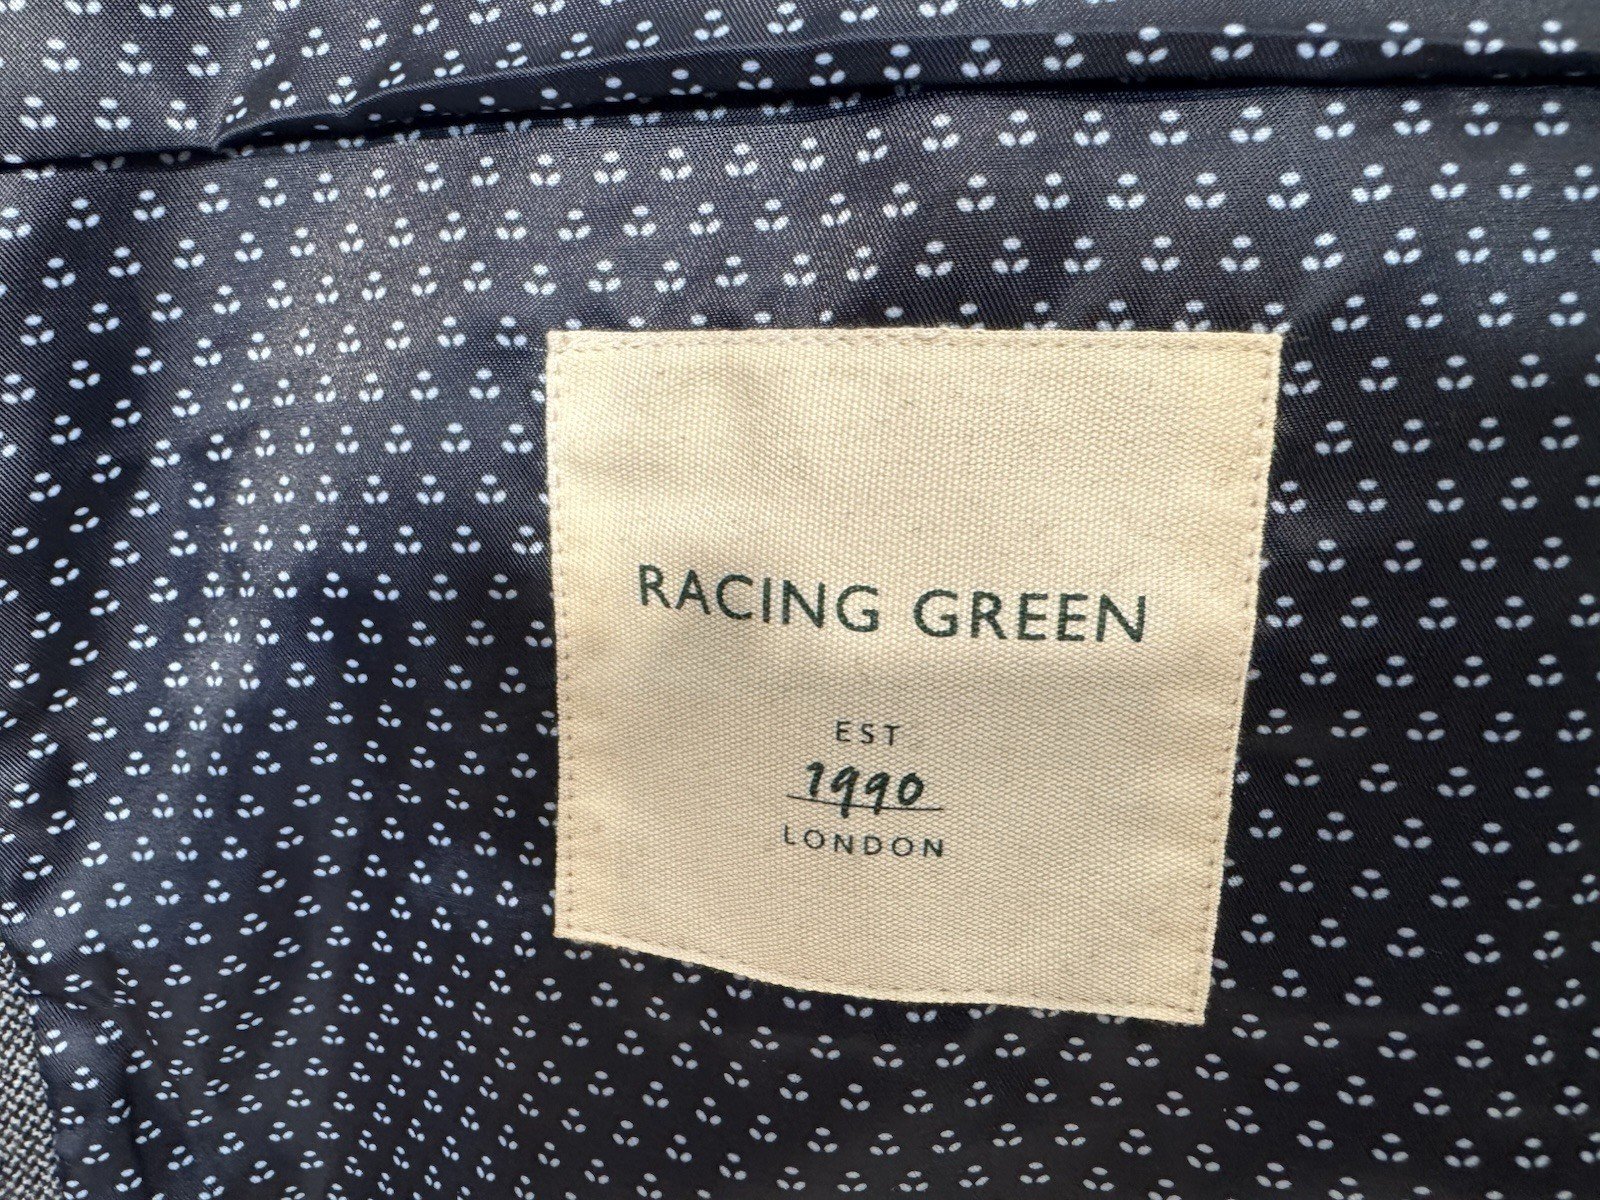 RACING GREEN
EST
1990
LONDON